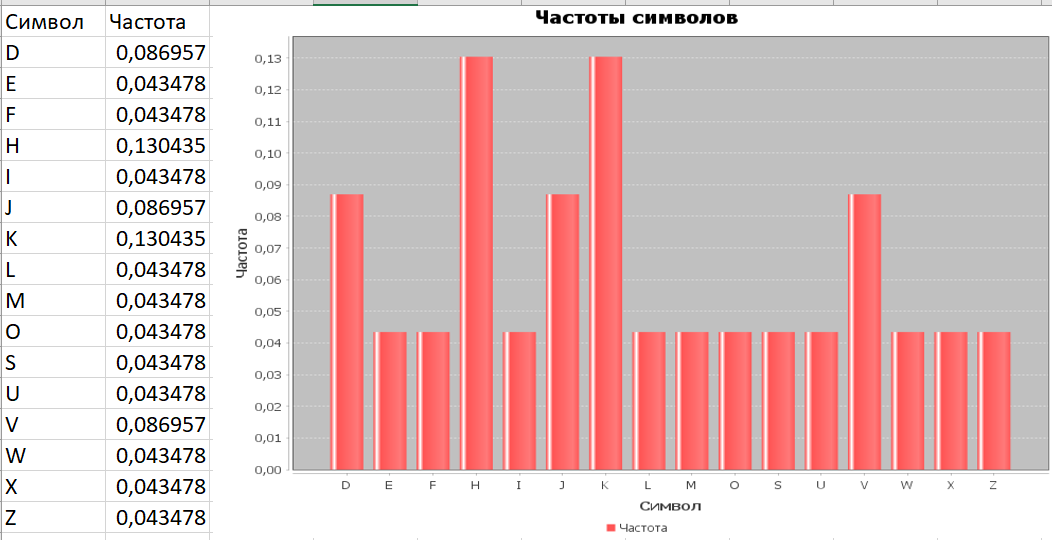 Символ Частота
D 0,086957
E 0,043478
F 0,043478
H 0,130435
I 0,043478
J 0,086957
K 0,130435
L 0,043478
M 0,043478
O 0,043478
S 0,043478
U 0,043478
V 0,086957
W 0,043478
X 0,043478
Z 0,043478
Частоты символов
Частота
0,13
0,12
0,11
0,10
0,09
0,08
0,07
0,06
0,05
0,04
0,03
0,02
0,01
0,00
D E F H I J K L M O S U V W X Z
Символ
Частота